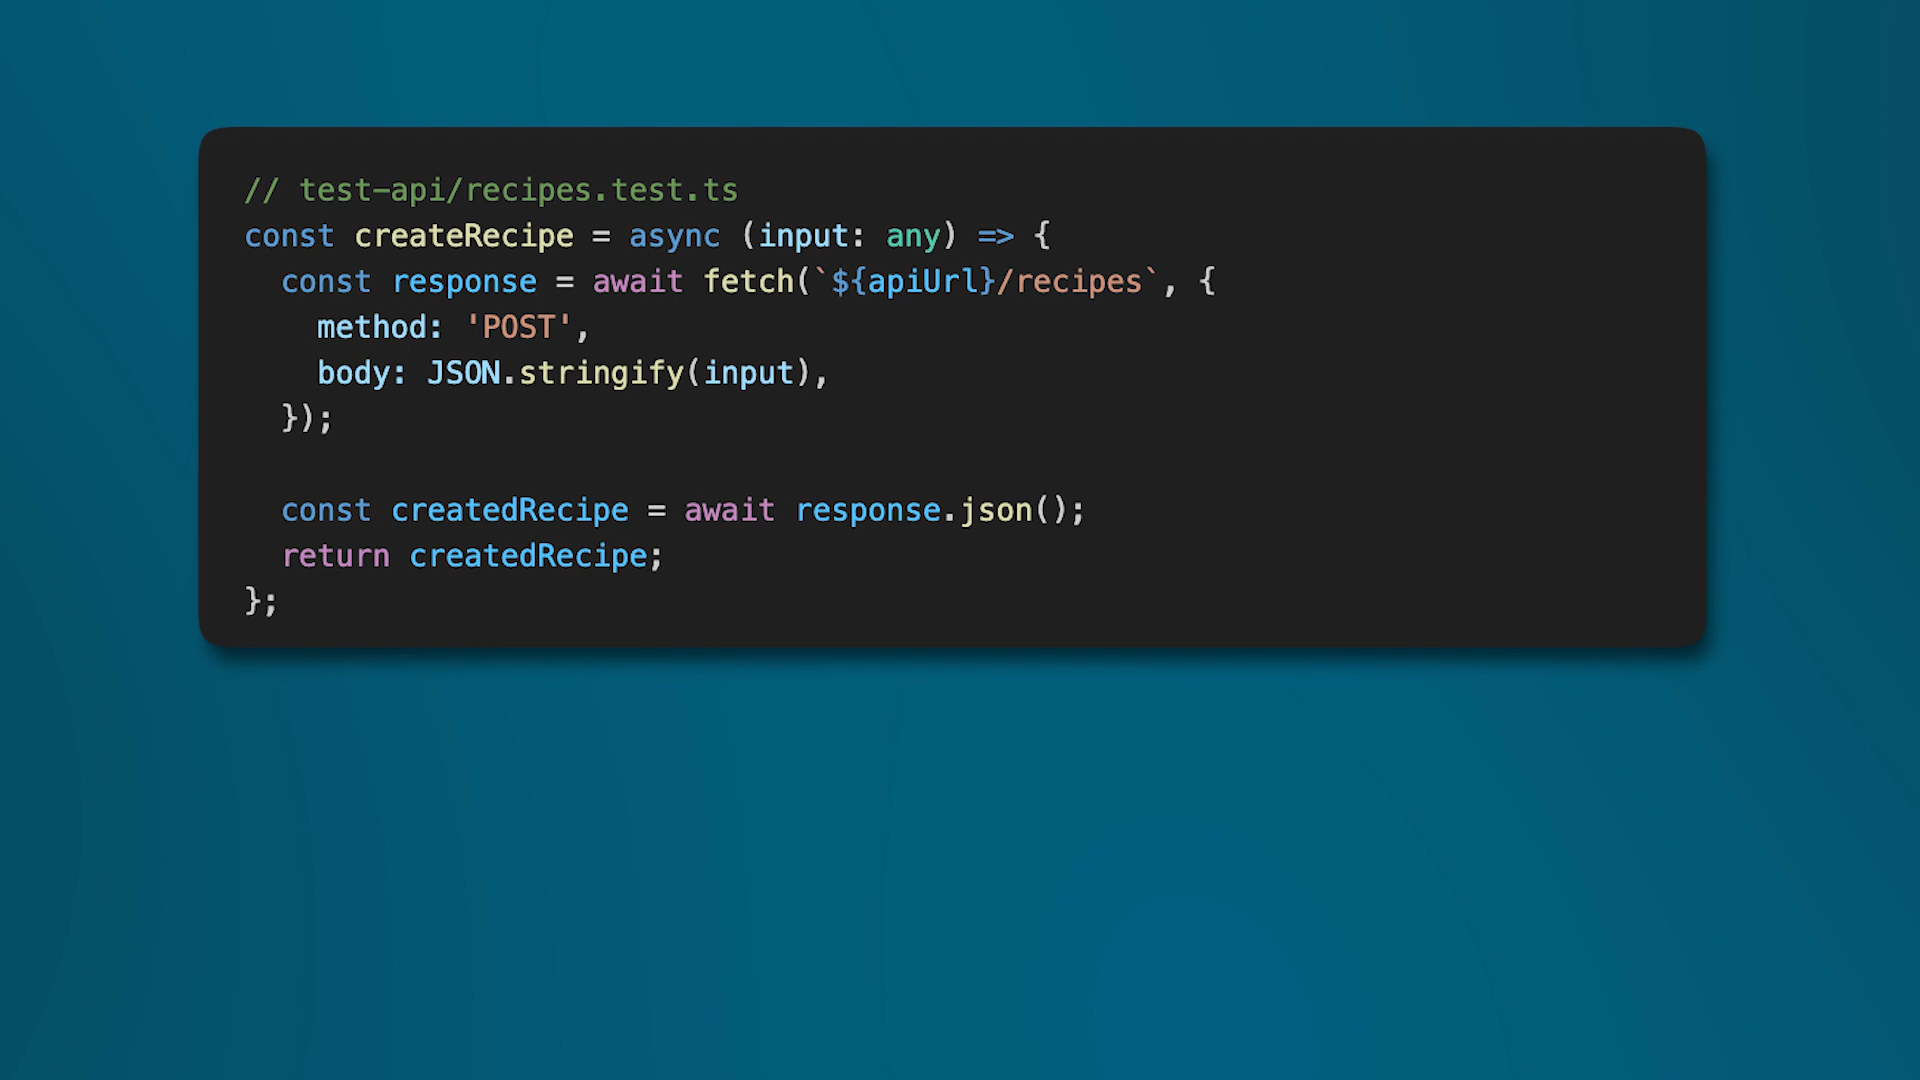 // test-api/recipes.test.ts
const createRecipe = async (input: any) => {
  const response = await fetch(`${apiUrl}/recipes`, {
    method: 'POST',
    body: JSON.stringify(input),
  });

  const createdRecipe = await response.json();
  return createdRecipe;
};